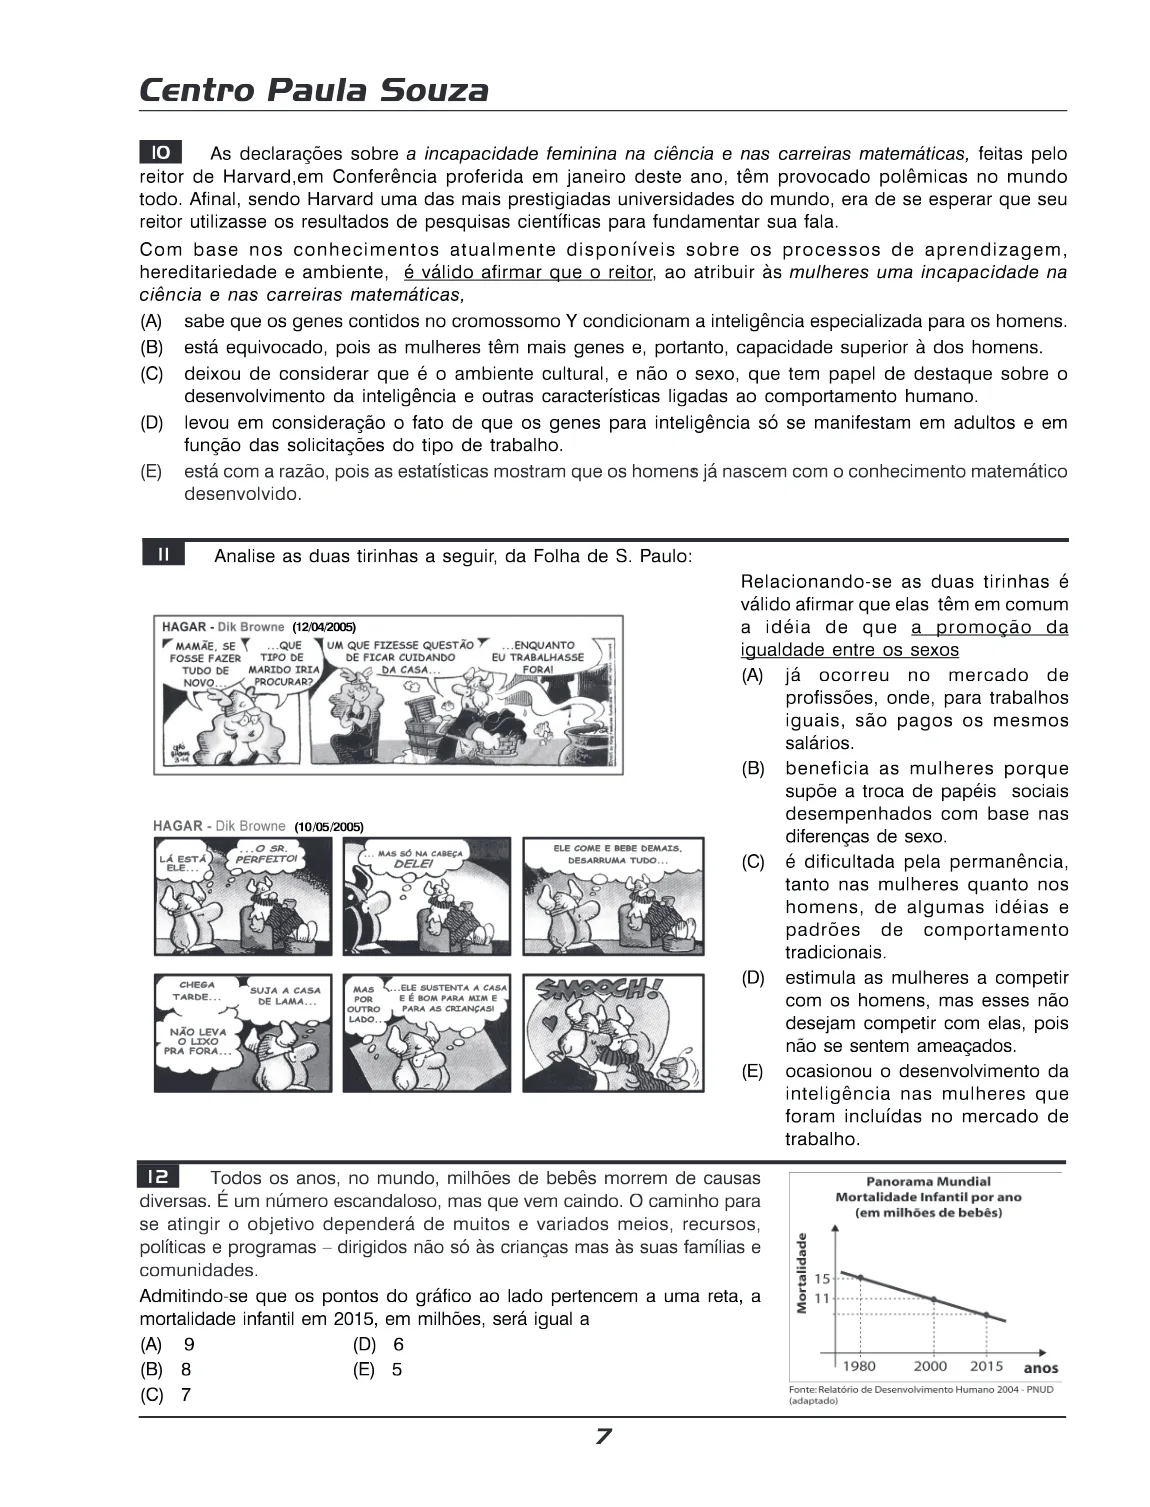 Centro Paula Souza
10 As declarações sobre a incapacidade feminina na ciência e nas carreiras matemáticas, feitas pelo
reitor de Harvard,em Conferência proferida em janeiro deste ano, têm provocado polêmicas no mundo
todo. Afinal, sendo Harvard uma das mais prestigiadas universidades do mundo, era de se esperar que seu
reitor utilizasse os resultados de pesquisas científicas para fundamentar sua fala.
Com base nos conhecimentos atualmente disponíveis sobre os processos de aprendizagem,
hereditariedade e ambiente, é válido afirmar que o reitor, ao atribuir às mulheres uma incapacidade na
ciência e nas carreiras matemáticas,
(A) sabe que os genes contidos no cromossomo Y condicionam a inteligência especializada para os homens.
(B) está equivocado, pois as mulheres têm mais genes e, portanto, capacidade superior à dos homens.
(C) deixou de considerar que é o ambiente cultural, e não o sexo, que tem papel de destaque sobre o
desenvolvimento da inteligência e outras características ligadas ao comportamento humano.
(D) levou em consideração o fato de que os genes para inteligência só se manifestam em adultos e em
função das solicitações do tipo de trabalho.
(E) está com a razão, pois as estatísticas mostram que os homens já nascem com o conhecimento matemático
desenvolvido.
11 Analise as duas tirinhas a seguir, da Folha de S. Paulo:
HAGAR - Dik Browne (12/04/2005)
MAMÃE, SE
FOSSE FAZER
TUDO DE
NOVO...
...QUE
TIPO DE
MARIDO IRIA
PROCURAR?
UM QUE FIZESSE QUESTÃO
DE FICAR CUIDANDO
DA CASA...
...ENQUANTO
EU TRABALHASSE
FORA!
HAGAR - Dik Browne (10/05/2005)
LÁ ESTÁ
ELE...
...O SR.
PERFEITO!
... MAS SÓ NA CABEÇA
DELE!
ELE COME E BEBE DEMAIS,
DESARRUMA TUDO...
CHEGA
TARDE...
NÃO LEVA
O LIXO
PRA FORA...
SUJA A CASA
DE LAMA...
MAS
POR
OUTRO
LADO...
...ELE SUSTENTA A CASA
E É BOM PARA MIM E
PARA AS CRIANÇAS!
SMOOCH!
Relacionando-se as duas tirinhas é
válido afirmar que elas têm em comum
a idéia de que a promoção da
igualdade entre os sexos
(A) já ocorreu no mercado de
profissões, onde, para trabalhos
iguais, são pagos os mesmos
salários.
(B) beneficia as mulheres porque
supõe a troca de papéis sociais
desempenhados com base nas
diferenças de sexo.
(C) é dificultada pela permanência,
tanto nas mulheres quanto nos
homens, de algumas idéias e
padrões de comportamento
tradicionais.
(D) estimula as mulheres a competir
com os homens, mas esses não
desejam competir com elas, pois
não se sentem ameaçados.
(E) ocasionou o desenvolvimento da
inteligência nas mulheres que
foram incluídas no mercado de
trabalho.
12 Todos os anos, no mundo, milhões de bebês morrem de causas
diversas. É um número escandaloso, mas que vem caindo. O caminho para
se atingir o objetivo dependerá de muitos e variados meios, recursos,
políticas e programas – dirigidos não só às crianças mas às suas famílias e
comunidades.
Admitindo-se que os pontos do gráfico ao lado pertencem a uma reta, a
mortalidade infantil em 2015, em milhões, será igual a
(A) 9 (D) 6
(B) 8 (E) 5
(C) 7
Panorama Mundial
Mortalidade Infantil por ano
(em milhões de bebês)
Mortalidade
15
11
1980 2000 2015 anos
Fonte: Relatório de Desenvolvimento Humano 2004 - PNUD
(adaptado)
7